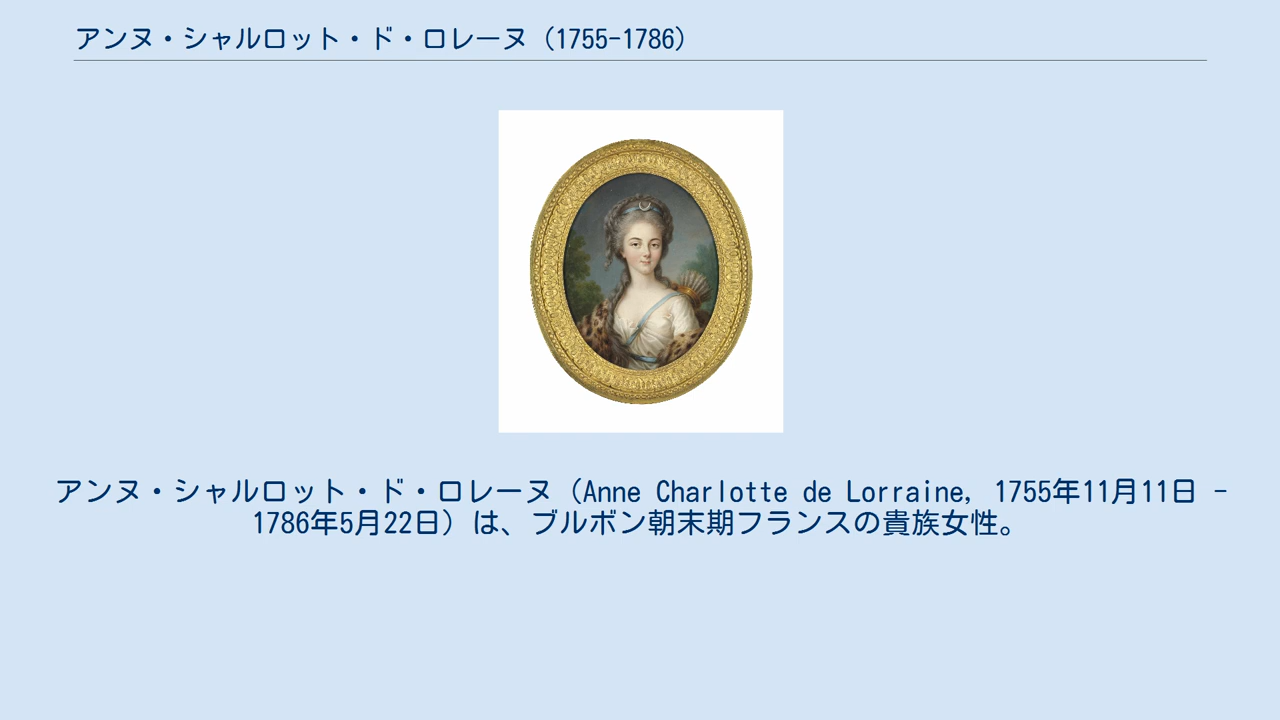 アンヌ・シャルロット・ド・ロレーヌ (1755-1786)
アンヌ・シャルロット・ド・ロレーヌ（Anne Charlotte de Lorraine, 1755年11月11日 -
1786年5月22日）は、ブルボン朝末期フランスの貴族女性。